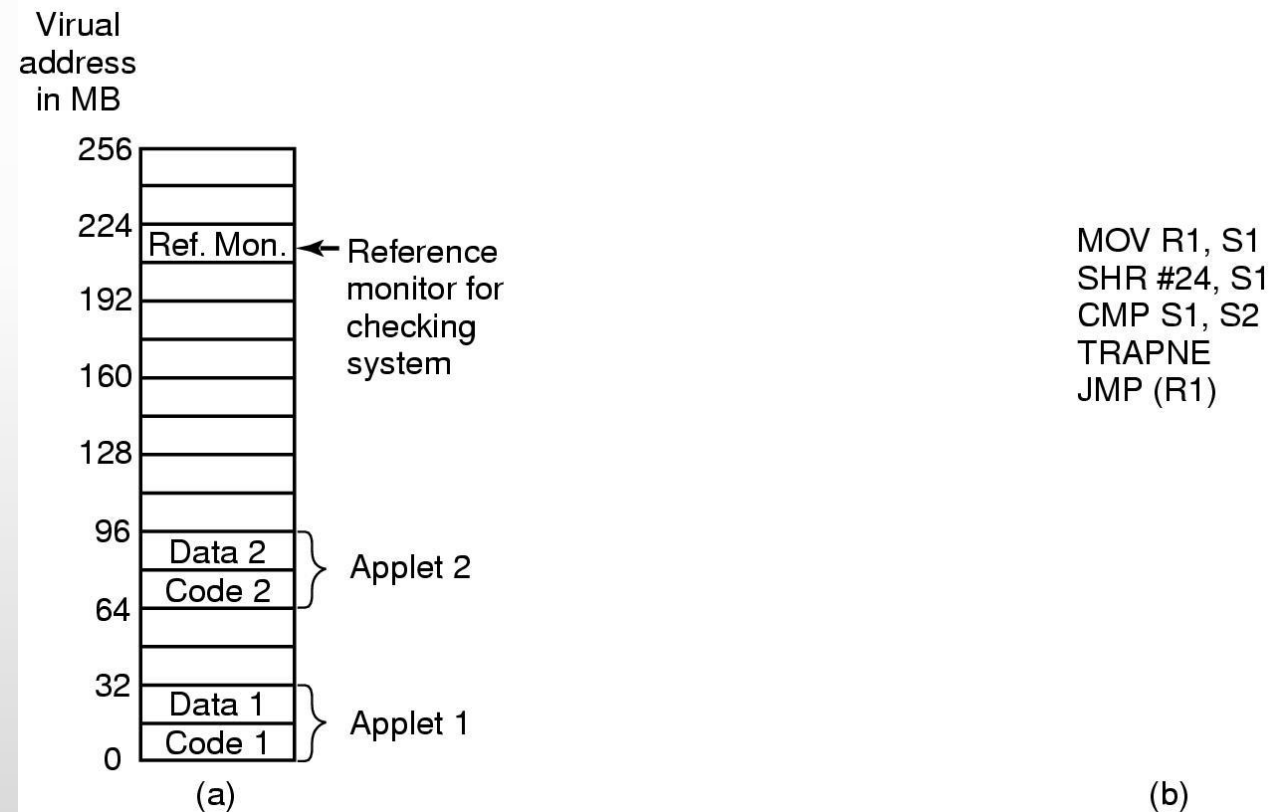 Virual
address
in MB
256
224
Ref. Mon.
Reference
monitor for
checking
system
192
160
128
96
Data 2
Code 2
Applet 2
64
32
Data 1
Code 1
Applet 1
0
(a)
MOV R1, S1
SHR #24, S1
CMP S1, S2
TRAPNE
JMP (R1)
(b)